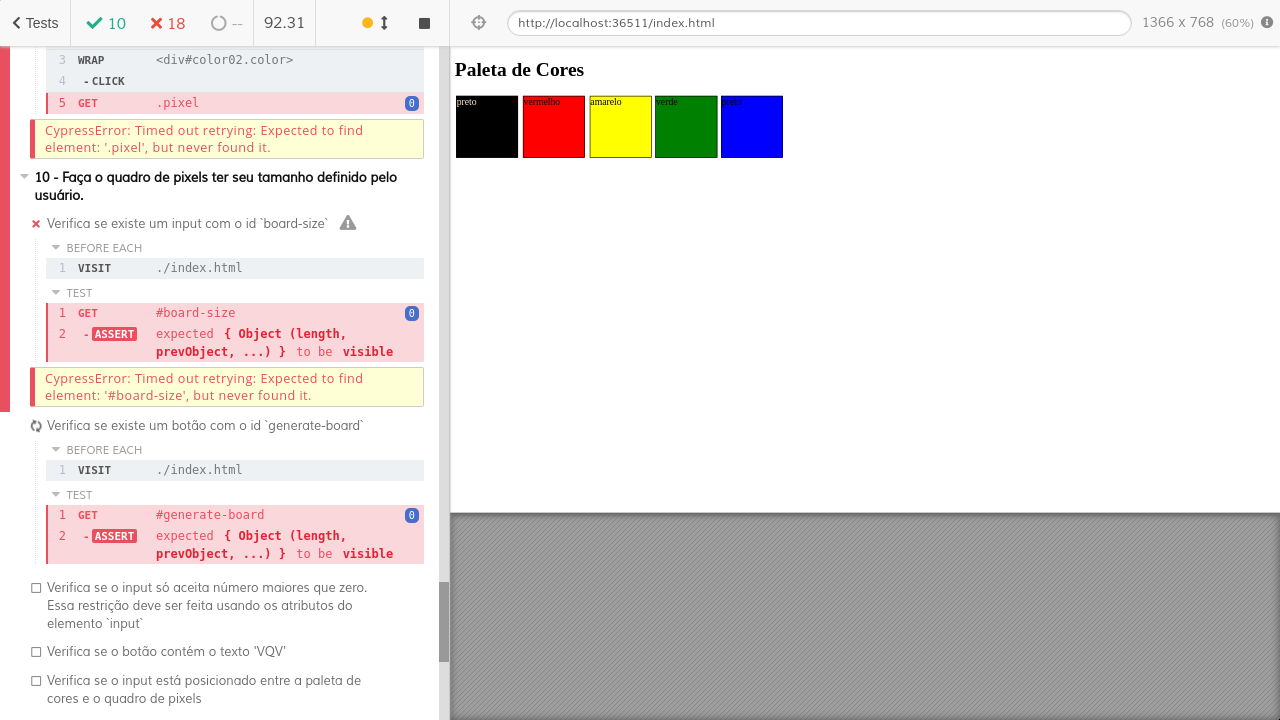 Tests 10 18 -- 92.31
http://localhost:36511/index.html 1366 x 768 (60%)
3 WRAP <div#color02.color>
4 - CLICK
5 GET .pixel 0
CypressError: Timed out retrying: Expected to find
element: '.pixel', but never found it.
10 - Faça o quadro de pixels ter seu tamanho definido pelo
usuário.
Verifica se existe um input com o id `board-size`
BEFORE EACH
1 VISIT ./index.html
TEST
1 GET #board-size 0
2 - ASSERT expected { Object (length,
prevObject, ...) } to be visible
CypressError: Timed out retrying: Expected to find
element: '#board-size', but never found it.
Verifica se existe um botão com o id `generate-board`
BEFORE EACH
1 VISIT ./index.html
TEST
1 GET #generate-board 0
2 - ASSERT expected { Object (length,
prevObject, ...) } to be visible
Verifica se o input só aceita número maiores que zero.
Essa restrição deve ser feita usando os atributos do
elemento `input`
Verifica se o botão contém o texto 'VQV'
Verifica se o input está posicionado entre a paleta de
cores e o quadro de pixels
Paleta de Cores
preto vermelho amarelo verde preto